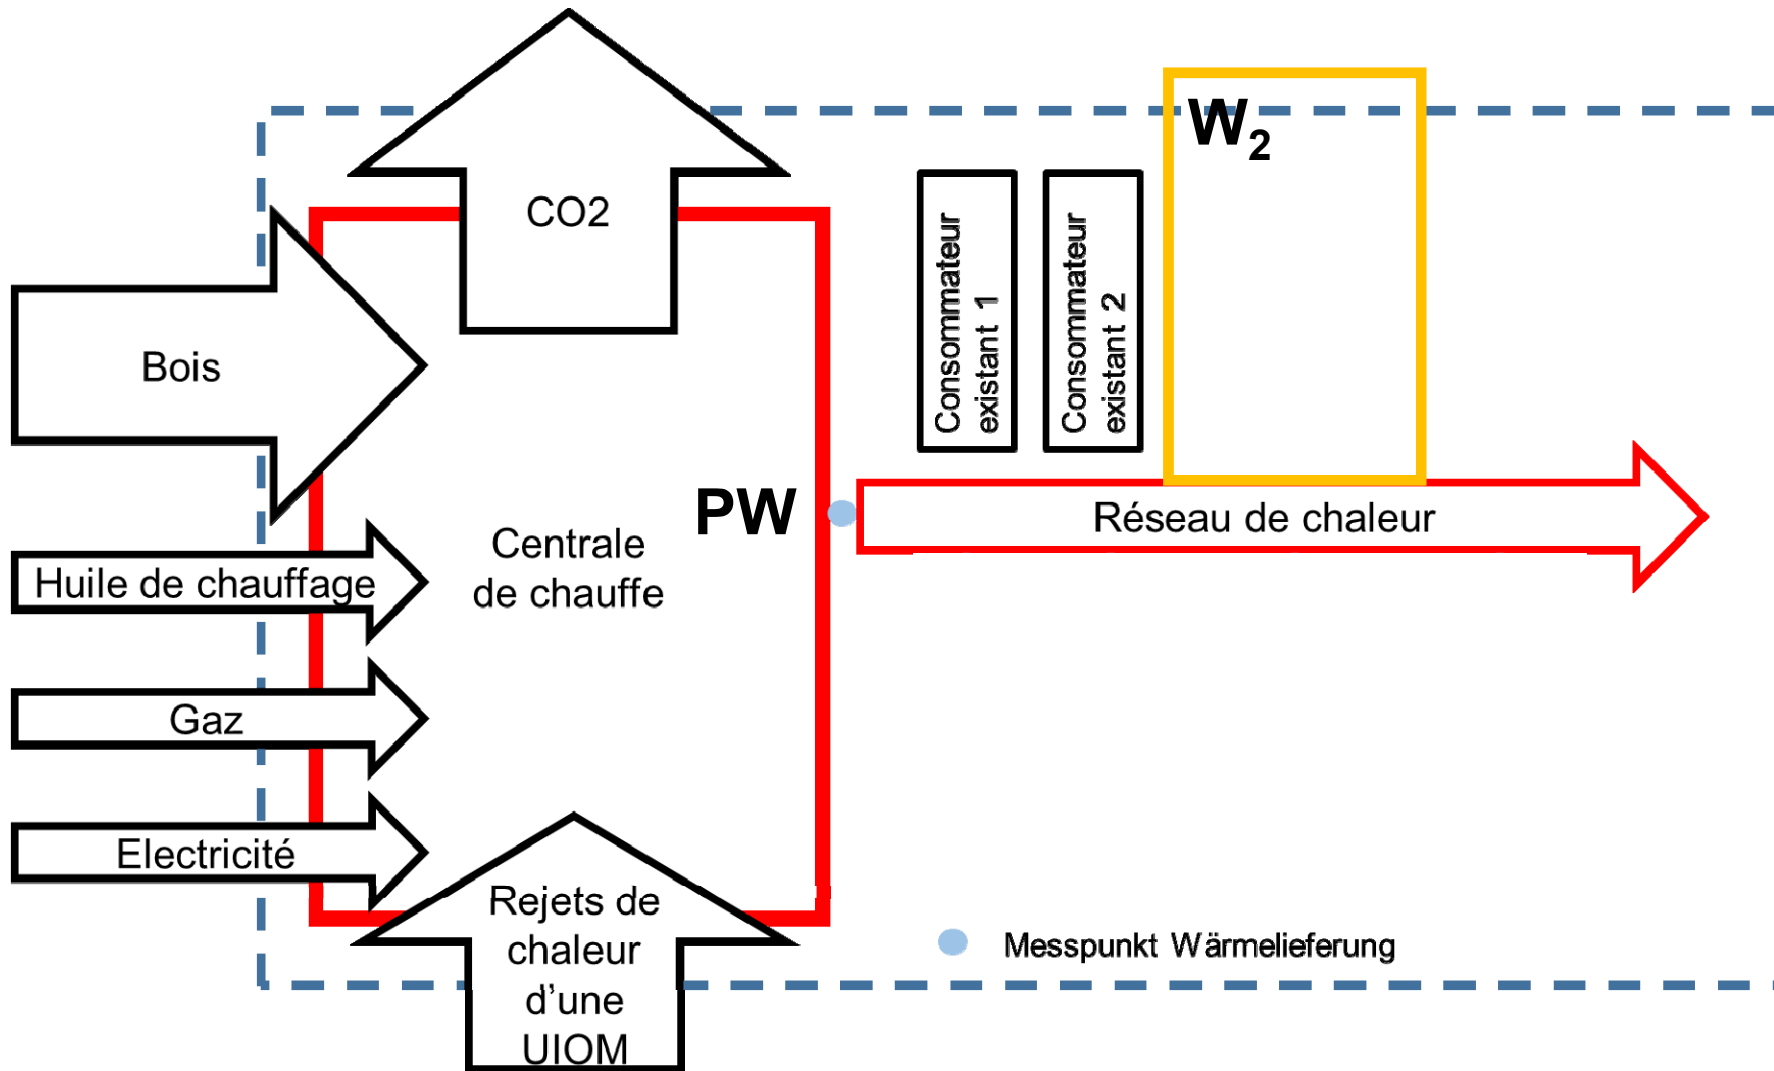 CO2
W2
Consommateur
existant 1
Consommateur
existant 2
Bois
PW
Réseau de chaleur
Centrale
de chauffe
Huile de chauffage
Gaz
Electricité
Rejets de
chaleur
d'une
UIOM
Messpunkt Wärmelieferung